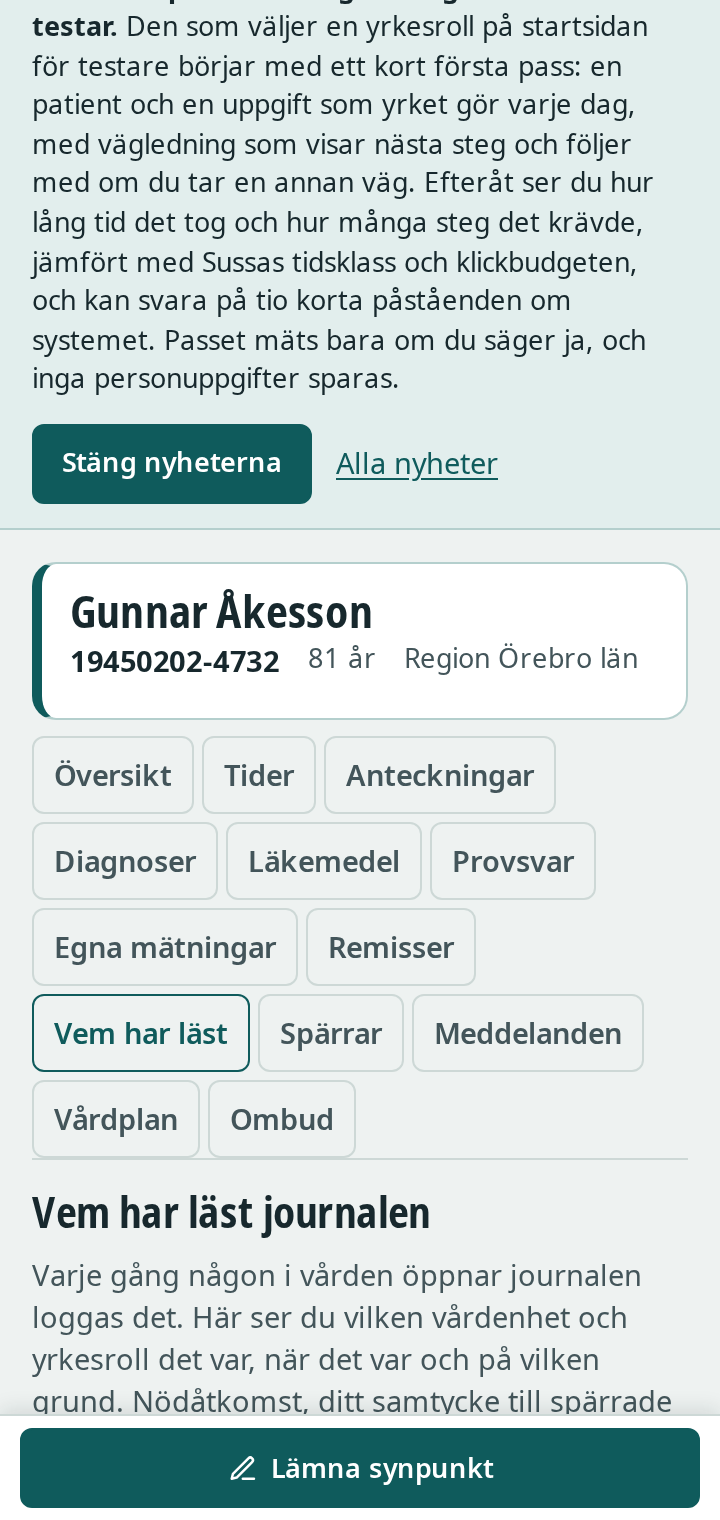 testar. Den som väljer en yrkesroll på startsidan
för testare börjar med ett kort första pass: en
patient och en uppgift som yrket gör varje dag,
med vägledning som visar nästa steg och följer
med om du tar en annan väg. Efteråt ser du hur
lång tid det tog och hur många steg det krävde,
jämfört med Sussas tidsklass och klickbudgeten,
och kan svara på tio korta påståenden om
systemet. Passet mäts bara om du säger ja, och
inga personuppgifter sparas.
Stäng nyheterna Alla nyheter
Gunnar Åkesson
19450202-4732 81 år Region Örebro län
Översikt Tider Anteckningar
Diagnoser Läkemedel Provsvar
Egna mätningar Remisser
Vem har läst Spärrar Meddelanden
Vårdplan Ombud
Vem har läst journalen
Varje gång någon i vården öppnar journalen
loggas det. Här ser du vilken vårdenhet och
yrkesroll det var, när det var och på vilken
grund. Nödåtkomst, ditt samtycke till spärrade
Lämna synpunkt